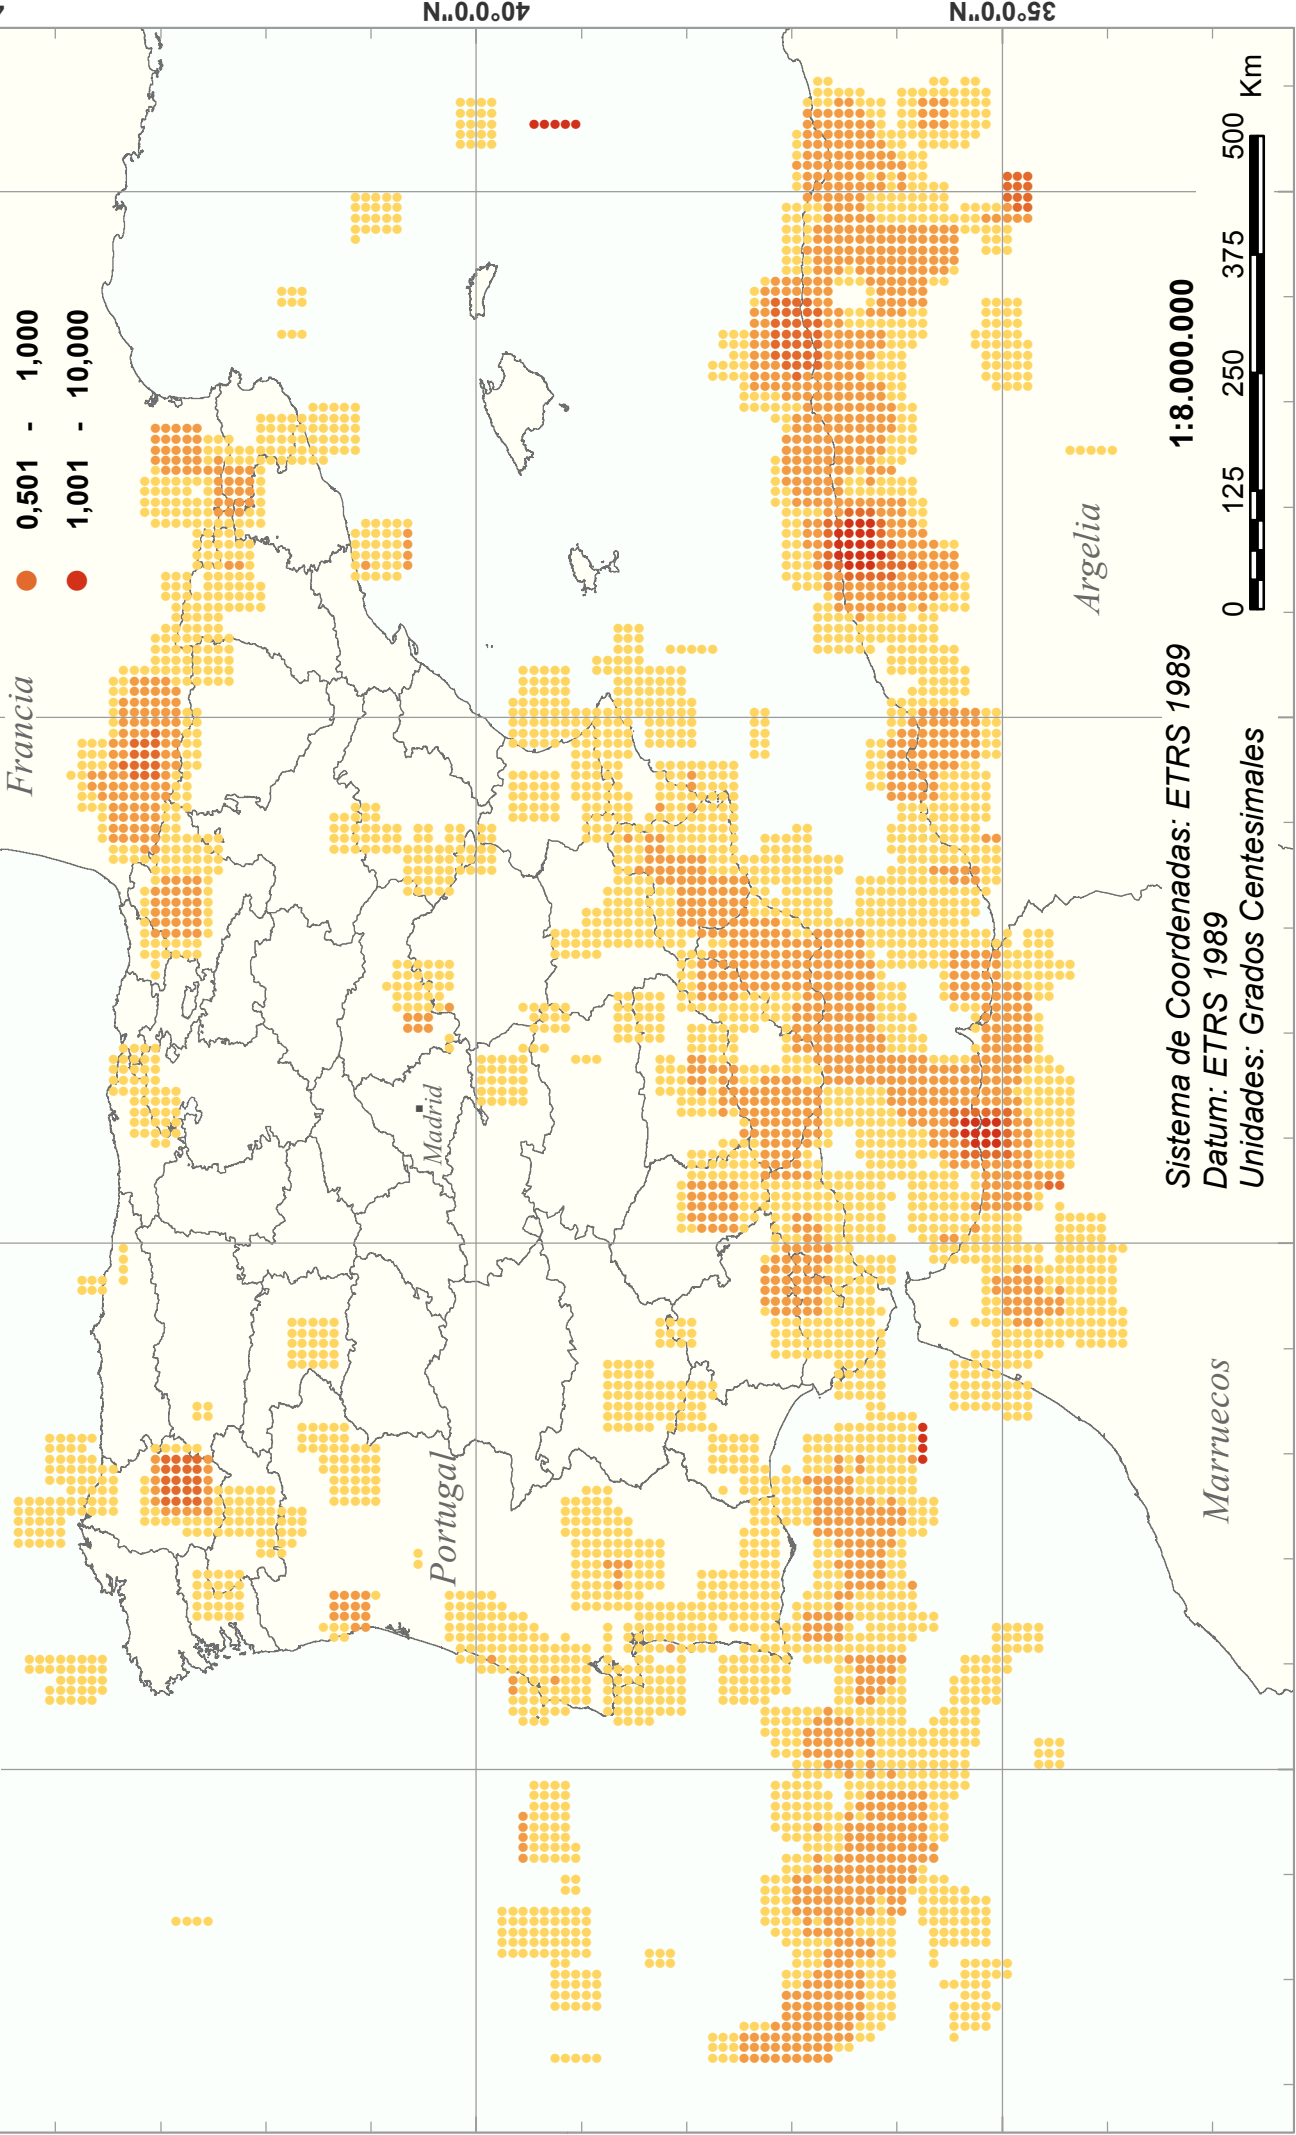 0,501 - 1,000
1,001 - 10,000
Francia
Madrid
Portugal
Argelia
Marruecos
40°0'0"N
35°0'0"N
1:8.000.000
0 125 250 375 500 Km
Sistema de Coordenadas: ETRS 1989
Datum: ETRS 1989
Unidades: Grados Centesimales